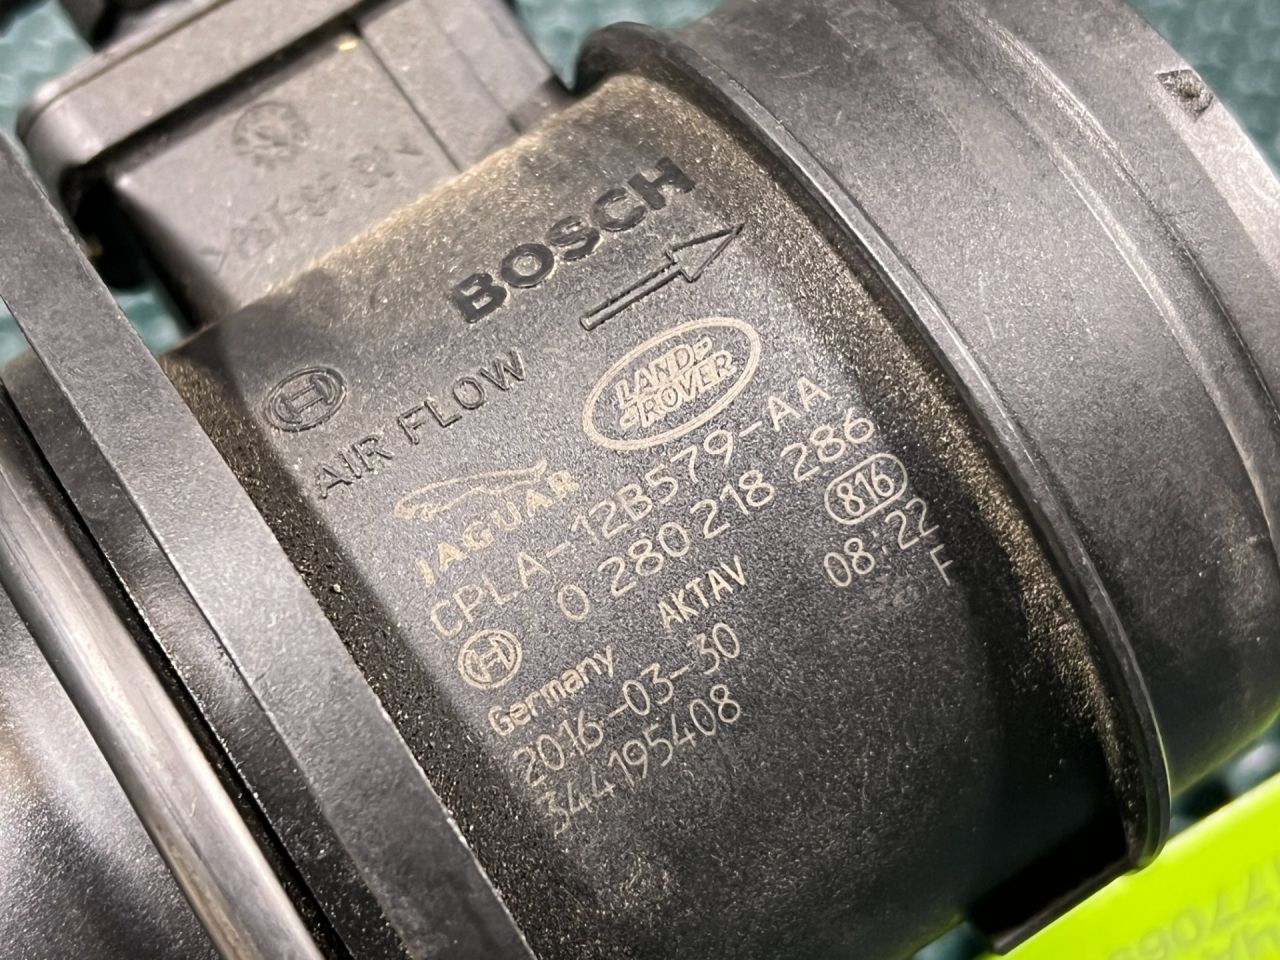 BOSCH
AIR FLOW
LAND
ROVER
JAGUAR
CPLA-12B579-AA
0 280 218 286
816
AKTAV
08:22
Germany
F
2016-03-30
344195408